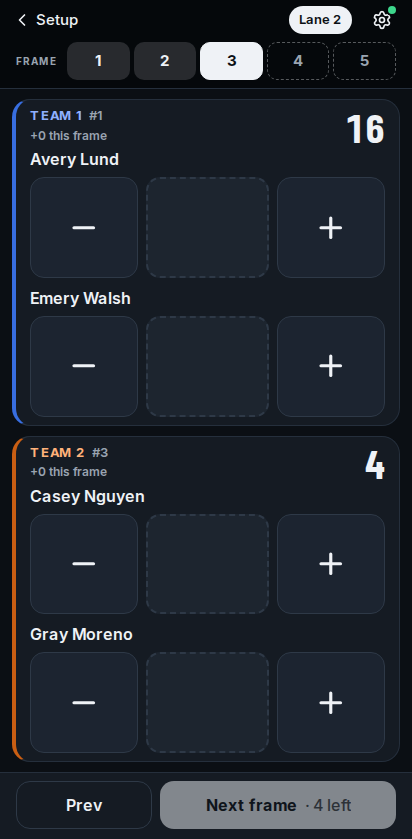 Setup
Lane 2
FRAME 1 2 3 4 5
TEAM 1 #1
+0 this frame
16
Avery Lund
− +
Emery Walsh
− +
TEAM 2 #3
+0 this frame
4
Casey Nguyen
− +
Gray Moreno
− +
Prev
Next frame · 4 left